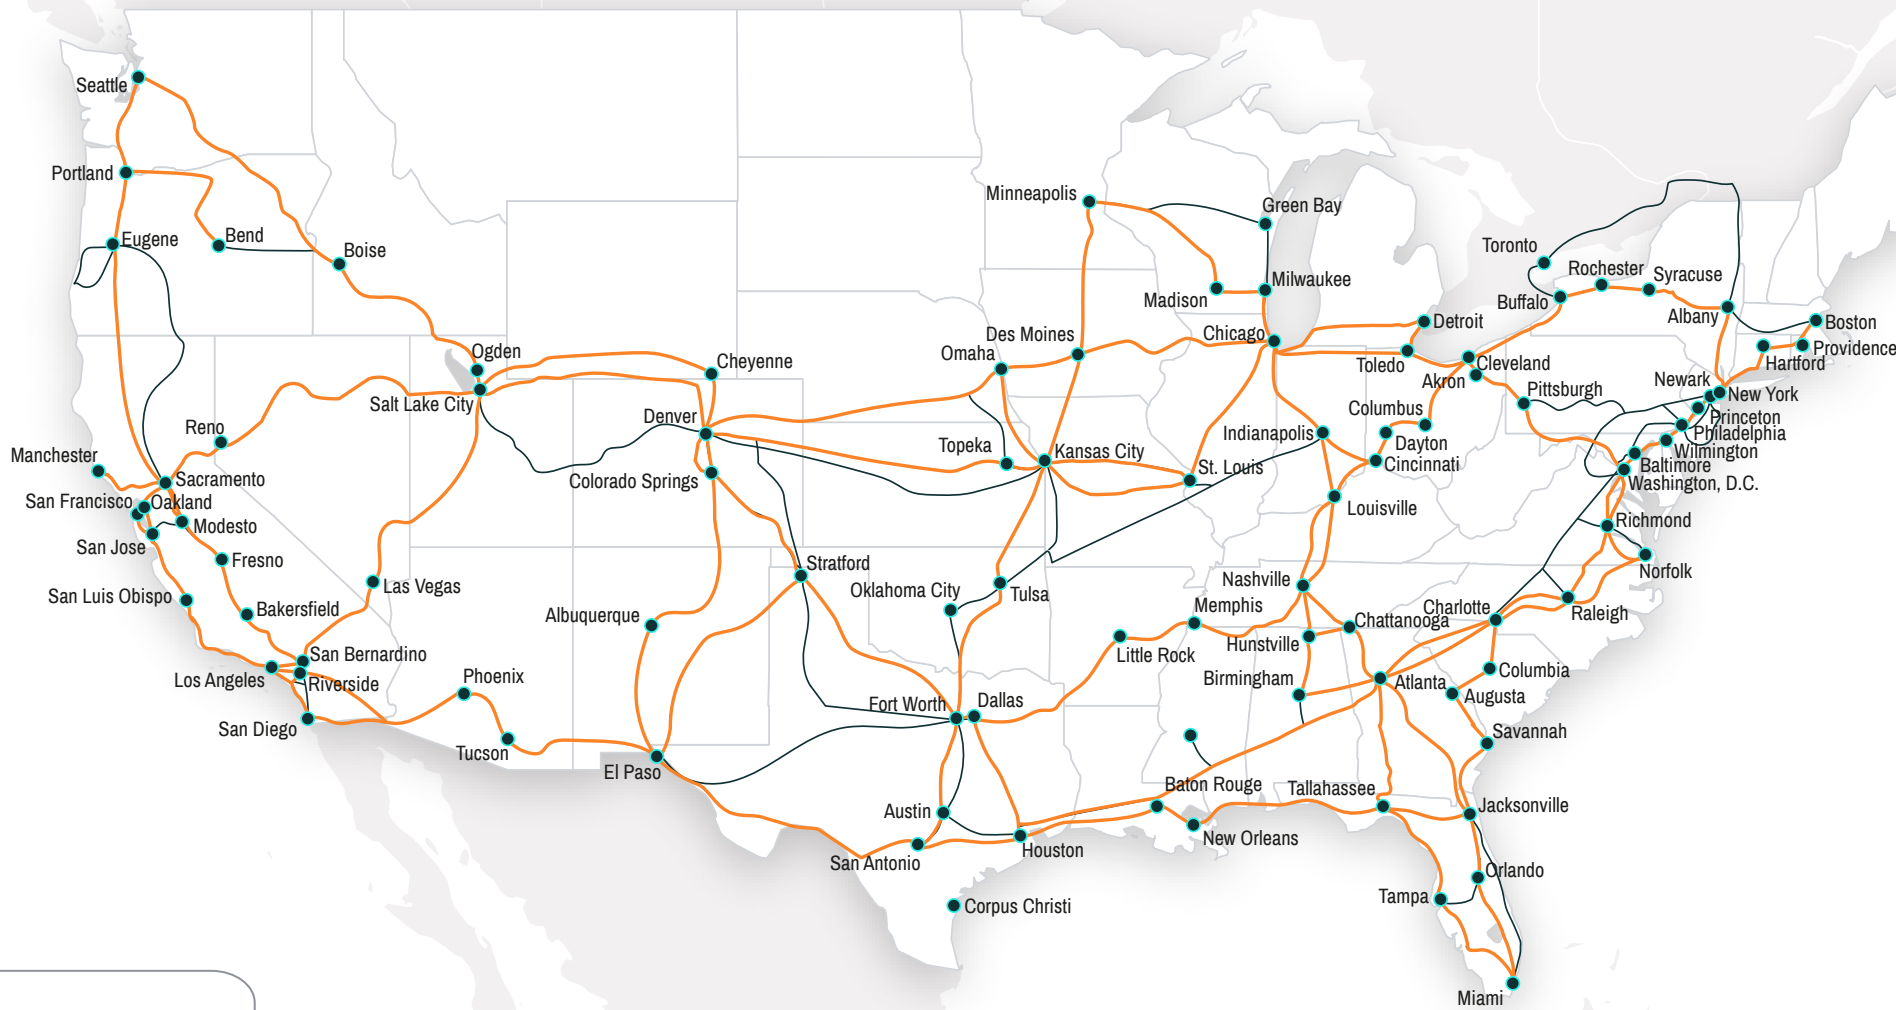 Seattle
Portland
Eugene
Bend
Boise
Ogden
Salt Lake City
Cheyenne
Denver
Colorado Springs
Reno
Manchester
Sacramento
San Francisco
Oakland
Modesto
San Jose
Fresno
San Luis Obispo
Bakersfield
Las Vegas
San Bernardino
Los Angeles
Riverside
San Diego
Phoenix
Tucson
Albuquerque
El Paso
Stratford
Oklahoma City
Tulsa
Fort Worth
Dallas
Austin
San Antonio
Houston
Corpus Christi
Minneapolis
Green Bay
Madison
Milwaukee
Des Moines
Omaha
Chicago
Topeka
Kansas City
St. Louis
Indianapolis
Detroit
Toledo
Cleveland
Akron
Columbus
Dayton
Cincinnati
Louisville
Nashville
Memphis
Little Rock
Hunstville
Chattanooga
Birmingham
Atlanta
Charlotte
Columbia
Augusta
Savannah
Raleigh
Baton Rouge
New Orleans
Tallahassee
Jacksonville
Orlando
Tampa
Miami
Toronto
Buffalo
Rochester
Syracuse
Albany
Boston
Providence
Hartford
Newark
New York
Princeton
Philadelphia
Wilmington
Baltimore
Washington, D.C.
Pittsburgh
Richmond
Norfolk